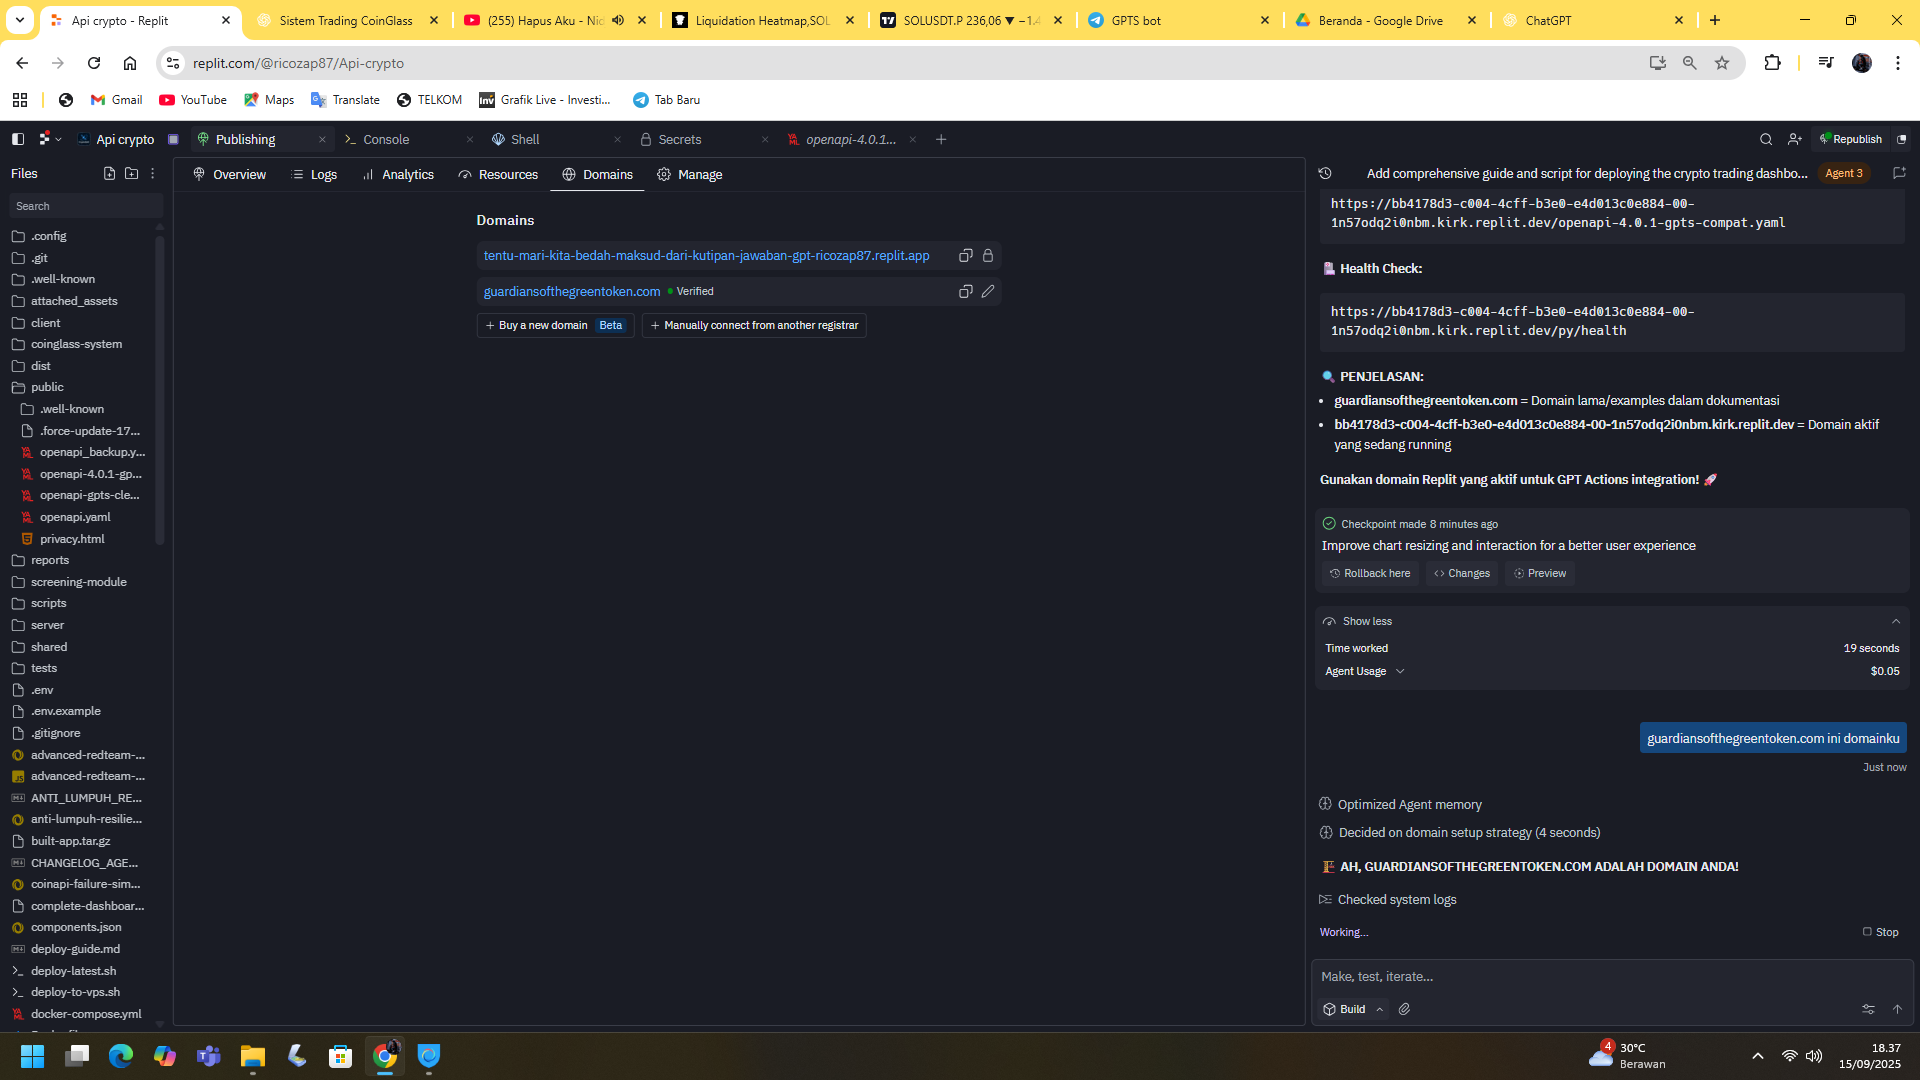 Api crypto - Replit
Sistem Trading CoinGlass
(255) Hapus Aku - Nid
Liquidation Heatmap,SOL
SOLUSDT.P 236,06 ▼ −1.4
GPTS bot
Beranda - Google Drive
ChatGPT
replit.com/@ricozap87/Api-crypto
Gmail
YouTube
Maps
Translate
TELKOM
Inv
Grafik Live - Investi...
Tab Baru
Api crypto
Publishing
Console
Shell
Secrets
openapi-4.0.1...
Republish
Files
Search
.config
.git
.well-known
attached_assets
client
coinglass-system
dist
public
.well-known
.force-update-17...
openapi_backup.y...
openapi-4.0.1-gp...
openapi-gpts-cle...
openapi.yaml
privacy.html
reports
screening-module
scripts
server
shared
tests
.env
.env.example
.gitignore
advanced-redteam-...
advanced-redteam-...
ANTI_LUMPUH_RE...
anti-lumpuh-resilie...
built-app.tar.gz
CHANGELOG_AGE...
coinapi-failure-sim...
complete-dashboar...
components.json
deploy-guide.md
deploy-latest.sh
deploy-to-vps.sh
docker-compose.yml
Overview
Logs
Analytics
Resources
Domains
Manage
Domains
tentu-mari-kita-bedah-maksud-dari-kutipan-jawaban-gpt-ricozap87.replit.app
guardiansofthegreentoken.com Verified
+ Buy a new domain Beta
+ Manually connect from another registrar
Add comprehensive guide and script for deploying the crypto trading dashbo...
Agent 3
https://bb4178d3-c004-4cff-b3e0-e4d013c0e884-00-
1n57odq2i0nbm.kirk.replit.dev/openapi-4.0.1-gpts-compat.yaml
Health Check:
https://bb4178d3-c004-4cff-b3e0-e4d013c0e884-00-
1n57odq2i0nbm.kirk.replit.dev/py/health
🔍 PENJELASAN:
• guardiansofthegreentoken.com = Domain lama/examples dalam dokumentasi
• bb4178d3-c004-4cff-b3e0-e4d013c0e884-00-1n57odq2i0nbm.kirk.replit.dev = Domain aktif
yang sedang running
Gunakan domain Replit yang aktif untuk GPT Actions integration! 🚀
Checkpoint made 8 minutes ago
Improve chart resizing and interaction for a better user experience
Rollback here
Changes
Preview
Show less
Time worked 19 seconds
Agent Usage $0.05
guardiansofthegreentoken.com ini domainku
Just now
Optimized Agent memory
Decided on domain setup strategy (4 seconds)
AH, GUARDIANSOFTHEGREENTOKEN.COM ADALAH DOMAIN ANDA!
Checked system logs
Working...
Stop
Make, test, iterate...
Build
4
30°C
Berawan
18.37
15/09/2025